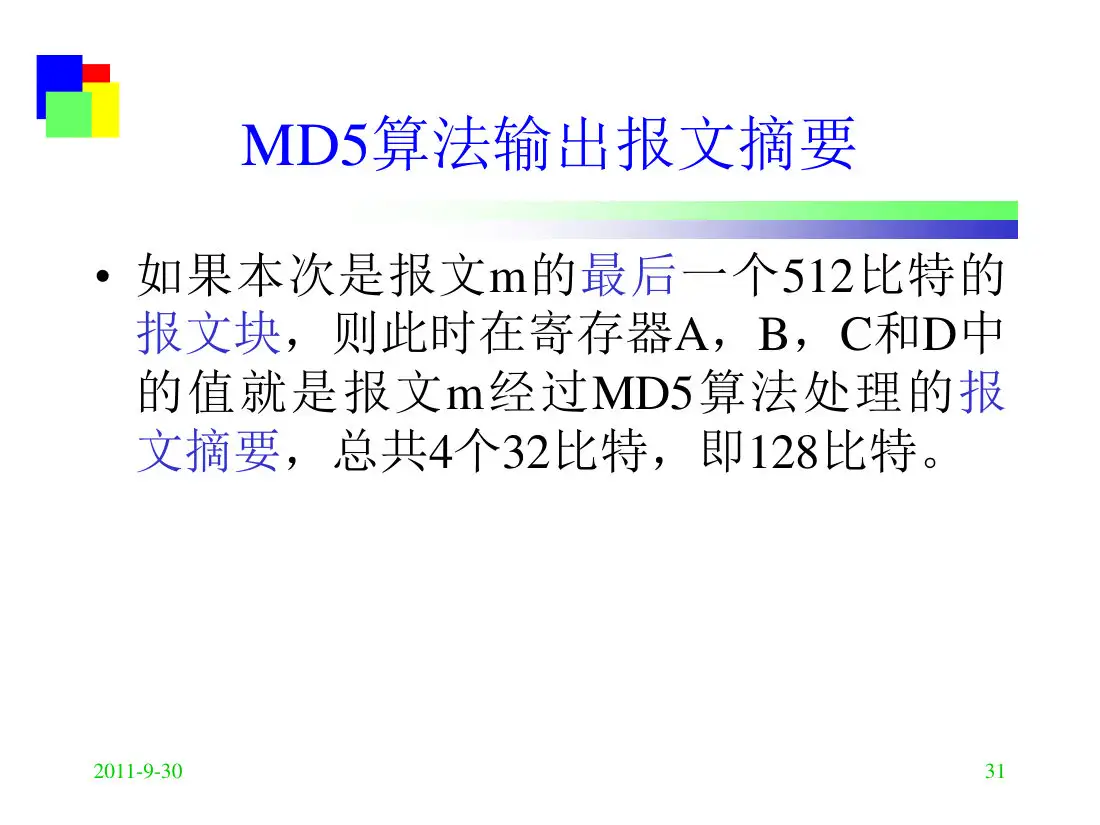 MD5算法输出报文摘要
• 如果本次是报文m的最后一个512比特的
报文块，则此时在寄存器A，B，C和D中
的值就是报文m经过MD5算法处理的报
文摘要，总共4个32比特，即128比特。
2011-9-30
31